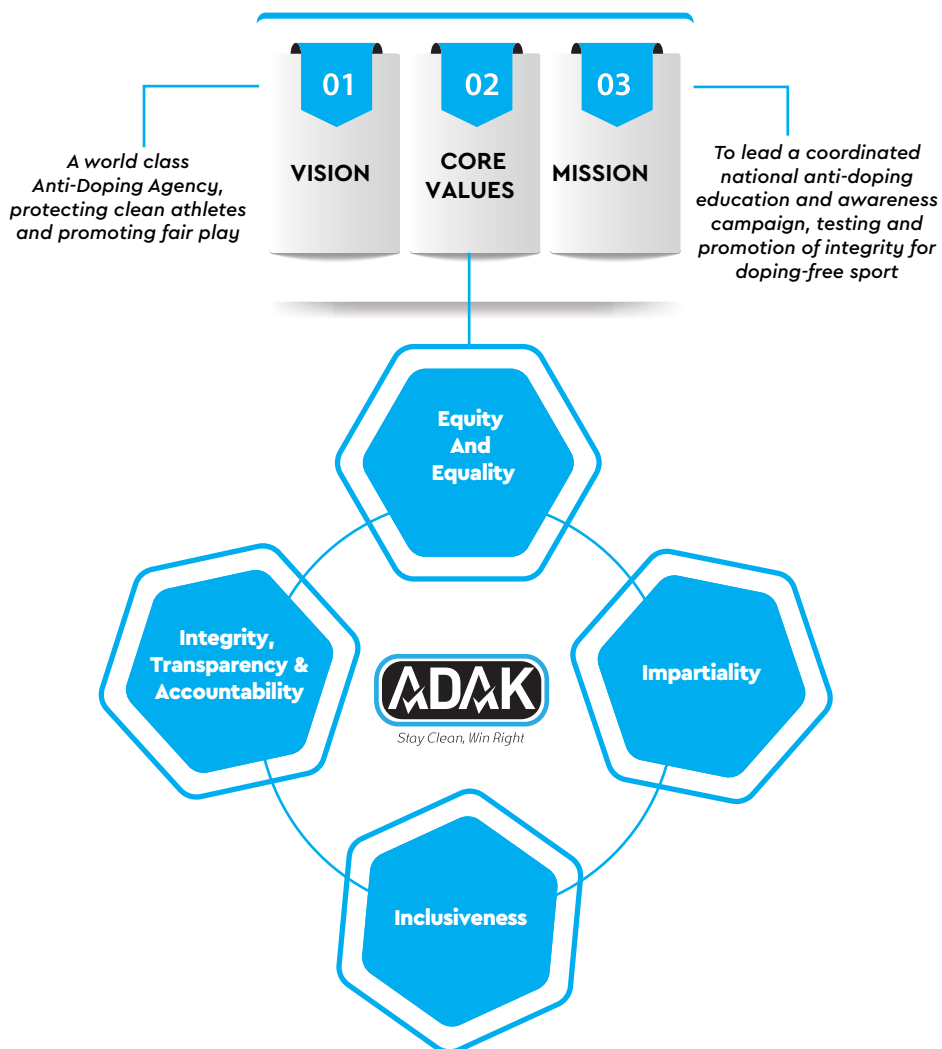 01
02
03
VISION
CORE
VALUES
MISSION
A world class
Anti-Doping Agency,
protecting clean athletes
and promoting fair play
To lead a coordinated
national anti-doping
education and awareness
campaign, testing and
promotion of integrity for
doping-free sport
Equity
And
Equality
Integrity,
Transparency &
Accountability
Impartiality
ADAK
Stay Clean, Win Right
Inclusiveness